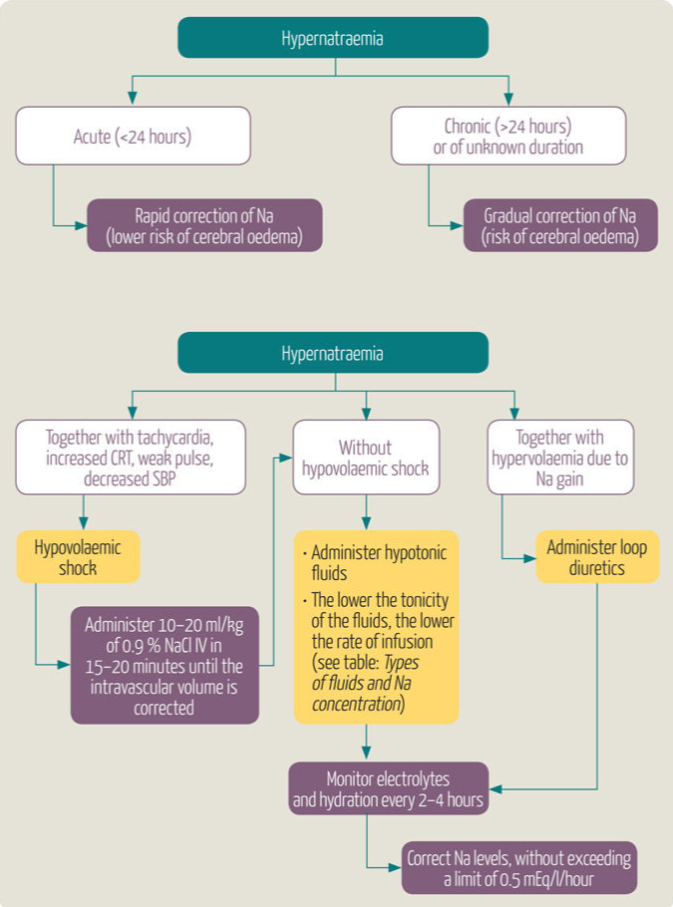 Hypernatraemia
Acute (<24 hours)
Chronic (>24 hours)
or of unknown duration
Rapid correction of Na
(lower risk of cerebral oedema)
Gradual correction of Na
(risk of cerebral oedema)
Hypernatraemia
Together with tachycardia,
increased CRT, weak pulse,
decreased SBP
Without
hypovolaemic shock
Together with
hypervolaemia due to
Na gain
Hypovolaemic
shock
· Administer hypotonic
fluids
· The lower the tonicity
of the fluids, the lower
the rate of infusion
(see table: Types
of fluids and Na
concentration)
Administer loop
diuretics
Administer 10–20 ml/kg
of 0.9 % NaCl IV in
15–20 minutes until the
intravascular volume is
corrected
Monitor electrolytes
and hydration every 2–4 hours
Correct Na levels, without exceeding
a limit of 0.5 mEq/l/hour